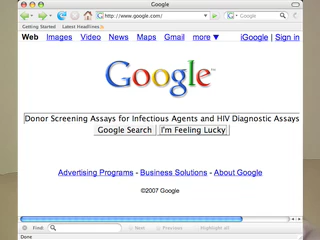 Google
http://www.google.com/
Google
Getting Started Latest Headlines
Web Images Video News Maps Gmail more ▼ iGoogle | Sign in
Google™
Donor Screening Assays for Infectious Agents and HIV Diagnostic Assays
Google Search I'm Feeling Lucky
Advertising Programs - Business Solutions - About Google
©2007 Google
Find: Next Previous Highlight all
Done